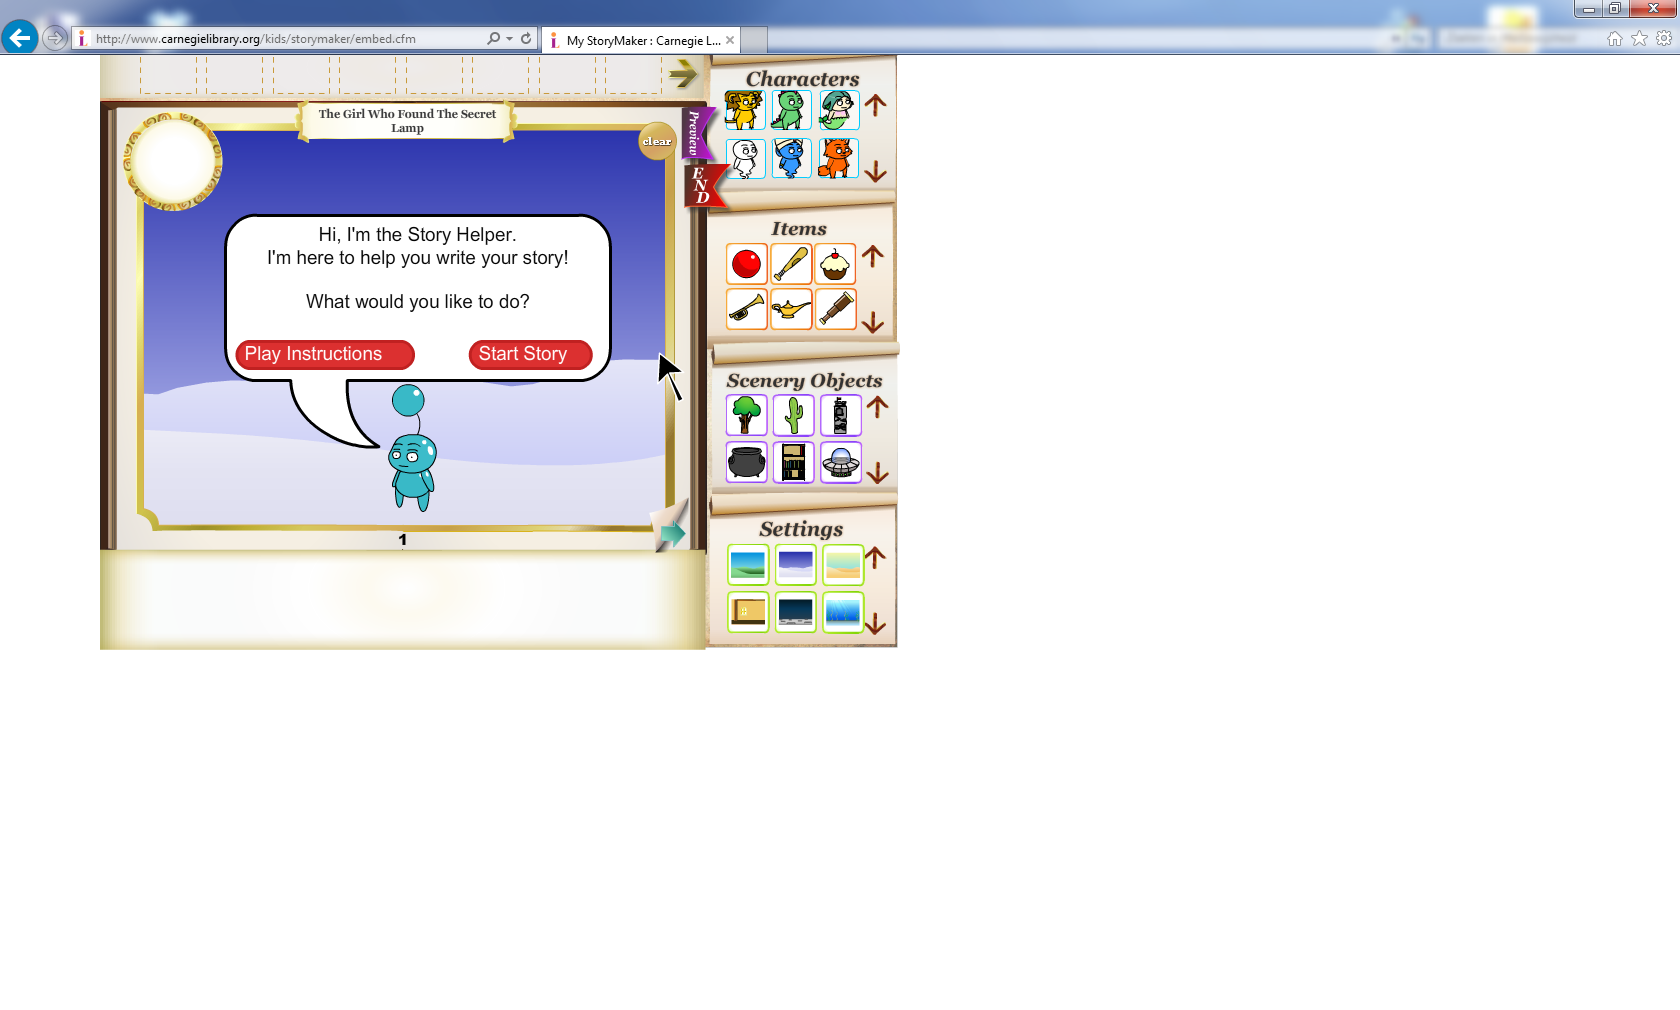 http://www.carnegielibrary.org/kids/storymaker/embed.cfm
My StoryMaker : Carnegie L...
The Girl Who Found The Secret
Lamp
clear
Preview
END
Hi, I'm the Story Helper.
I'm here to help you write your story!
What would you like to do?
Play Instructions
Start Story
1
Characters
Items
Scenery Objects
Settings